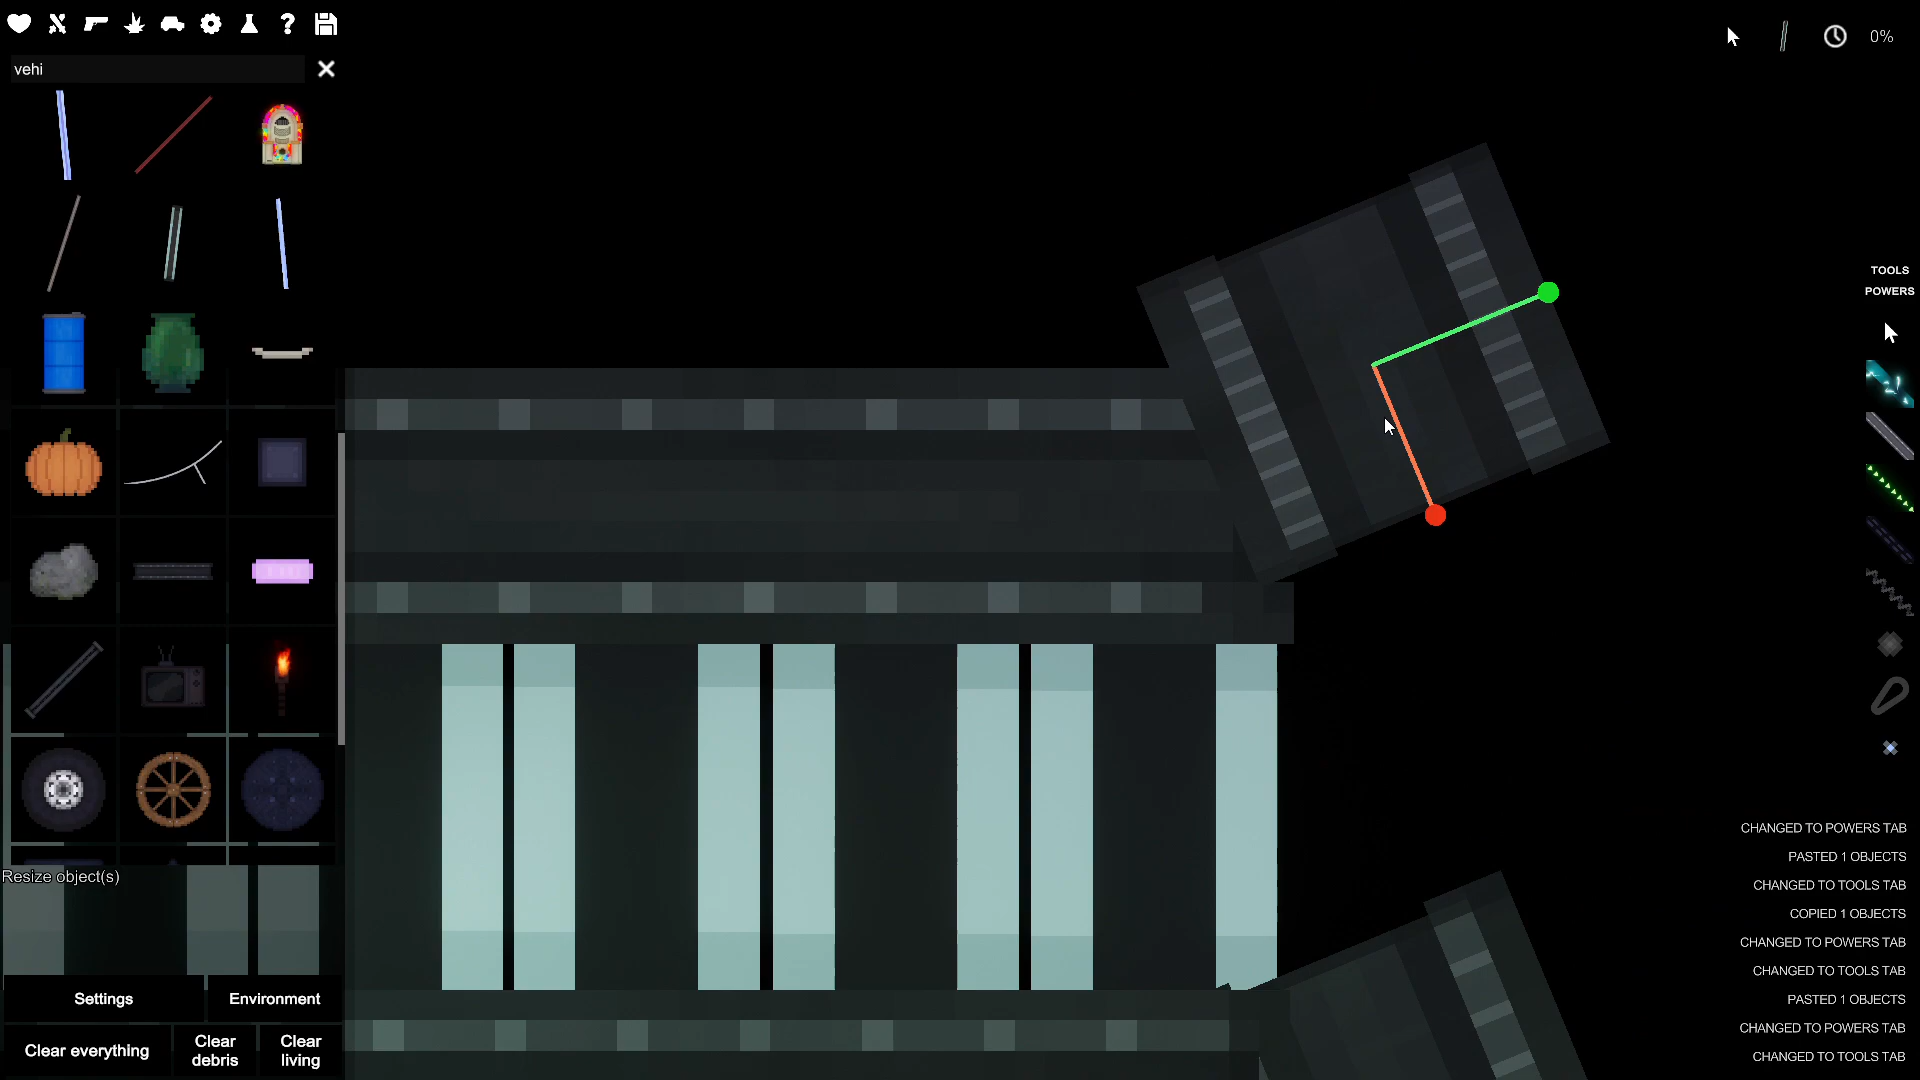 vehi
0%
TOOLS
POWERS
Resize object(s)
Settings
Environment
Clear everything
Clear
debris
Clear
living
CHANGED TO POWERS TAB
PASTED 1 OBJECTS
CHANGED TO TOOLS TAB
COPIED 1 OBJECTS
CHANGED TO POWERS TAB
CHANGED TO TOOLS TAB
PASTED 1 OBJECTS
CHANGED TO POWERS TAB
CHANGED TO TOOLS TAB